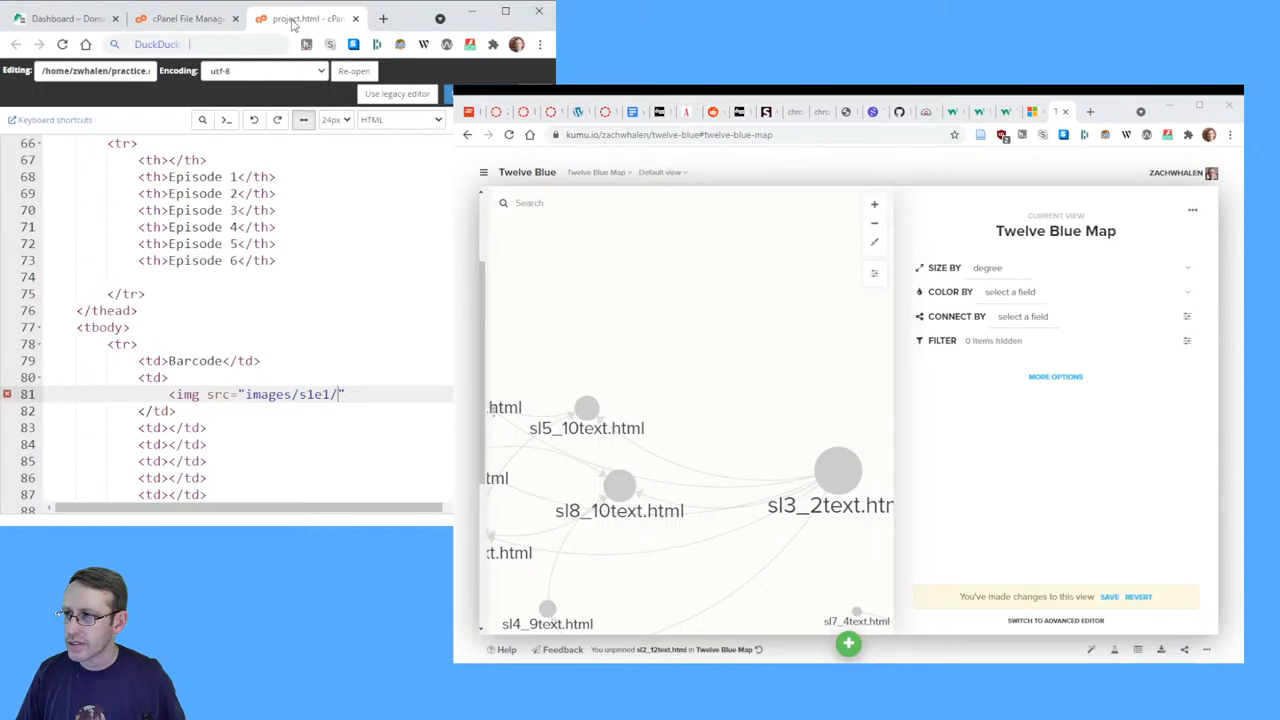 Dashboard – Doma
cPanel File Manage
project.html - cPan
DuckDuck
Editing:
/home/zwhalen/practice.
Encoding:
utf-8
Re-open
Use legacy editor
Keyboard shortcuts
24px
HTML
66 <tr>
67 <th></th>
68 <th>Episode 1</th>
69 <th>Episode 2</th>
70 <th>Episode 3</th>
71 <th>Episode 4</th>
72 <th>Episode 5</th>
73 <th>Episode 6</th>
74
75 </tr>
76 </thead>
77 <tbody>
78 <tr>
79 <td>Barcode</td>
80 <td>
81 <img src="images/s1e1/"
82 </td>
83 <td></td>
84 <td></td>
85 <td></td>
86 <td></td>
87 <td></td>
88
chrc
chrc
kumu.io/zachwhalen/twelve-blue#twelve-blue-map
Twelve Blue
Twelve Blue Map
Default view
ZACHWHALEN
Search
.html
sl5_10text.html
tml
sl8_10text.html
sl3_2text.htm
xt.html
sl4_9text.html
sl7_4text.html
CURRENT VIEW
Twelve Blue Map
SIZE BY degree
COLOR BY select a field
CONNECT BY select a field
FILTER 0 items hidden
MORE OPTIONS
You've made changes to this view SAVE REVERT
SWITCH TO ADVANCED EDITOR
Help
Feedback
You unpinned sl2_12text.html in Twelve Blue Map